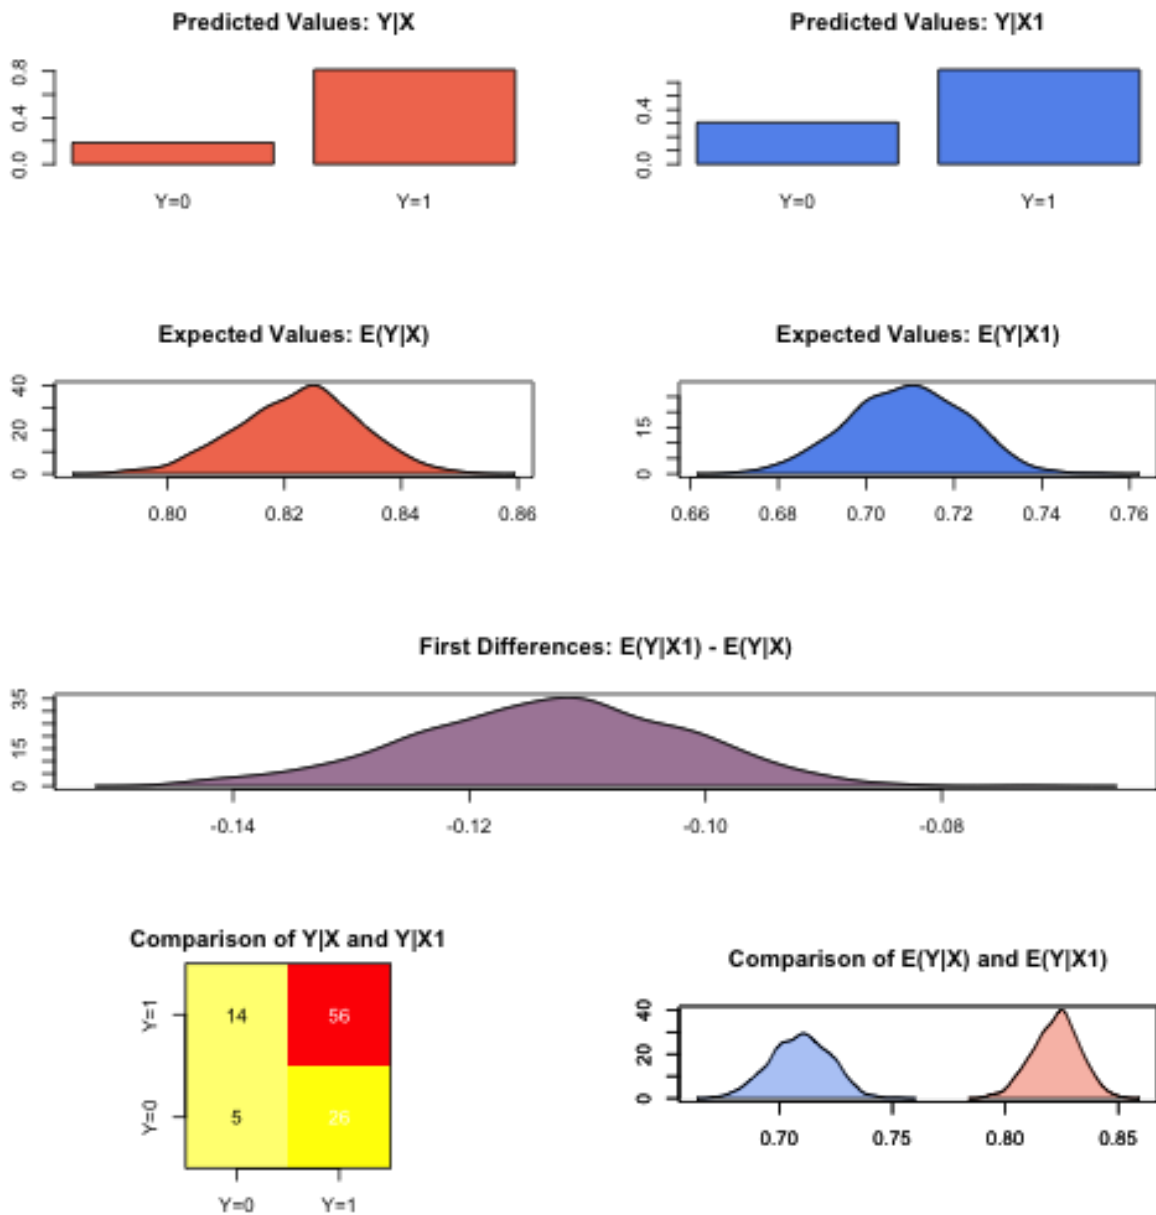 Predicted Values: Y|X
0.8
0.4
0.0
Y=0 Y=1
Predicted Values: Y|X1
0.4
0.0
Y=0 Y=1
Expected Values: E(Y|X)
40
20
0
0.80 0.82 0.84 0.86
Expected Values: E(Y|X1)
15
0
0.66 0.68 0.70 0.72 0.74 0.76
First Differences: E(Y|X1) - E(Y|X)
35
15
0
-0.14 -0.12 -0.10 -0.08
Comparison of Y|X and Y|X1
Y=1 14 56
Y=0 5 26
Y=0 Y=1
Comparison of E(Y|X) and E(Y|X1)
40
20
0
0.70 0.75 0.80 0.85